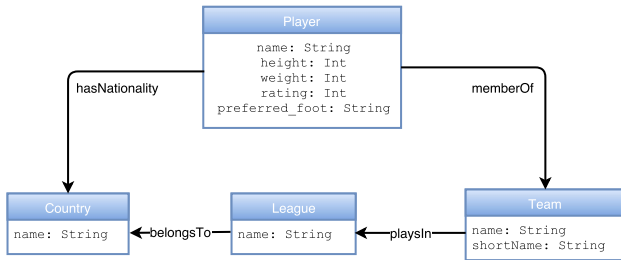 Player
name: String
height: Int
weight: Int
rating: Int
preferred_foot: String
hasNationality
memberOf
Country
name: String
belongsTo
League
name: String
playsIn
Team
name: String
shortName: String